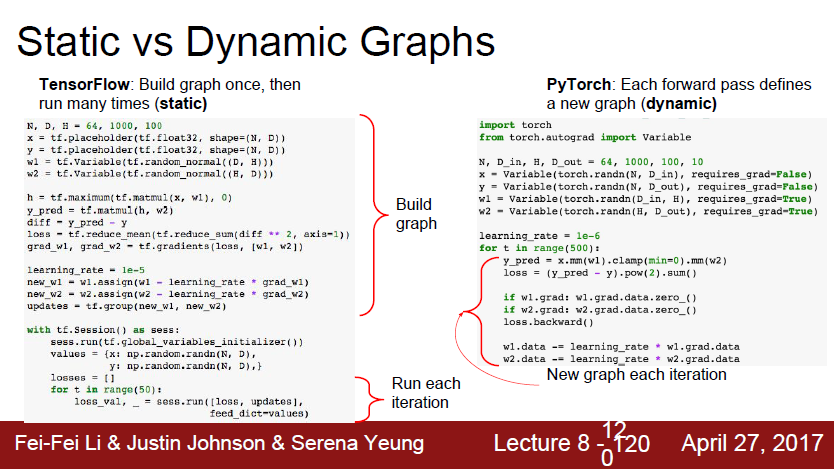 Static vs Dynamic Graphs
TensorFlow: Build graph once, then
run many times (static)
N, D, H = 64, 1000, 100
x = tf.placeholder(tf.float32, shape=(N, D))
y = tf.placeholder(tf.float32, shape=(N, D))
w1 = tf.Variable(tf.random_normal((D, H)))
w2 = tf.Variable(tf.random_normal((H, D)))
h = tf.maximum(tf.matmul(x, w1), 0)
y_pred = tf.matmul(h, w2)
diff = y_pred - y
loss = tf.reduce_mean(tf.reduce_sum(diff ** 2, axis=1))
grad_w1, grad_w2 = tf.gradients(loss, [w1, w2])
learning_rate = 1e-5
new_w1 = w1.assign(w1 - learning_rate * grad_w1)
new_w2 = w2.assign(w2 - learning_rate * grad_w2)
updates = tf.group(new_w1, new_w2)
with tf.Session() as sess:
    sess.run(tf.global_variables_initializer())
    values = {x: np.random.randn(N, D),
              y: np.random.randn(N, D),}
    losses = []
    for t in range(50):
        loss_val, _ = sess.run([loss, updates],
                               feed_dict=values)
Build
graph
Run each
iteration
PyTorch: Each forward pass defines
a new graph (dynamic)
import torch
from torch.autograd import Variable
N, D_in, H, D_out = 64, 1000, 100, 10
x = Variable(torch.randn(N, D_in), requires_grad=False)
y = Variable(torch.randn(N, D_out), requires_grad=False)
w1 = Variable(torch.randn(D_in, H), requires_grad=True)
w2 = Variable(torch.randn(H, D_out), requires_grad=True)
learning_rate = 1e-6
for t in range(500):
    y_pred = x.mm(w1).clamp(min=0).mm(w2)
    loss = (y_pred - y).pow(2).sum()
    if w1.grad: w1.grad.data.zero_()
    if w2.grad: w2.grad.data.zero_()
    loss.backward()
    w1.data -= learning_rate * w1.grad.data
    w2.data -= learning_rate * w2.grad.data
New graph each iteration
Fei-Fei Li & Justin Johnson & Serena Yeung
Lecture 8 - 120
12
0
April 27, 2017